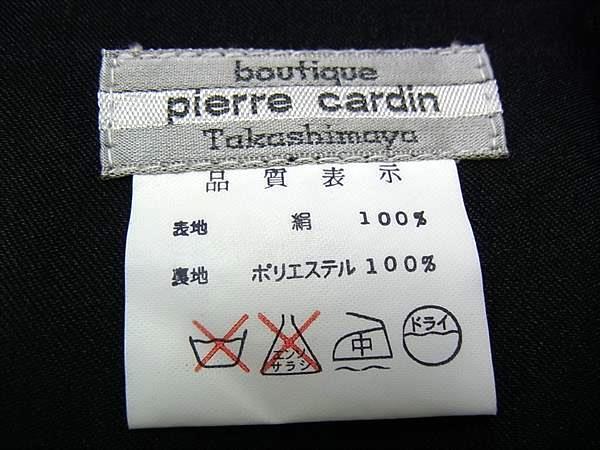 boutique
pierre cardin
Takashimaya
品質表示
表地 絹 100%
裏地 ポリエステル 100%
エンソ
サラシ
中
ドライ